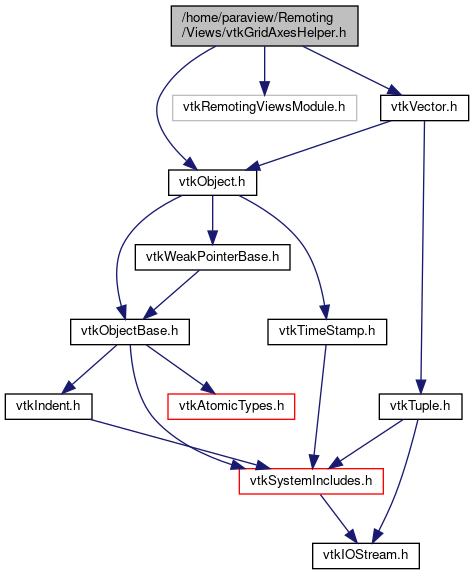 /home/paraview/Remoting
/Views/vtkGridAxesHelper.h
vtkRemotingViewsModule.h
vtkVector.h
vtkObject.h
vtkWeakPointerBase.h
vtkObjectBase.h
vtkTimeStamp.h
vtkIndent.h
vtkAtomicTypes.h
vtkTuple.h
vtkSystemIncludes.h
vtkIOStream.h